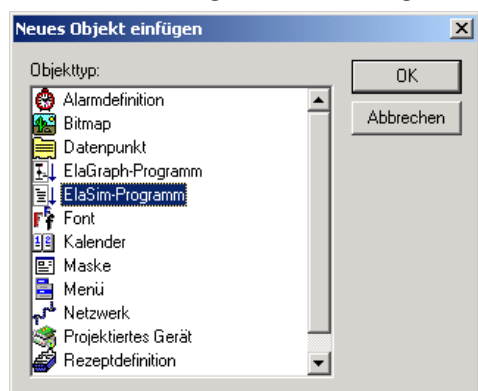 Neues Objekt einfügen
Objekttyp:
OK
Abbrechen
Alarmdefinition
Bitmap
Datenpunkt
ElaGraph-Programm
ElaSim-Programm
Font
Kalender
Maske
Menü
Netzwerk
Projektiertes Gerät
Rezeptdefinition